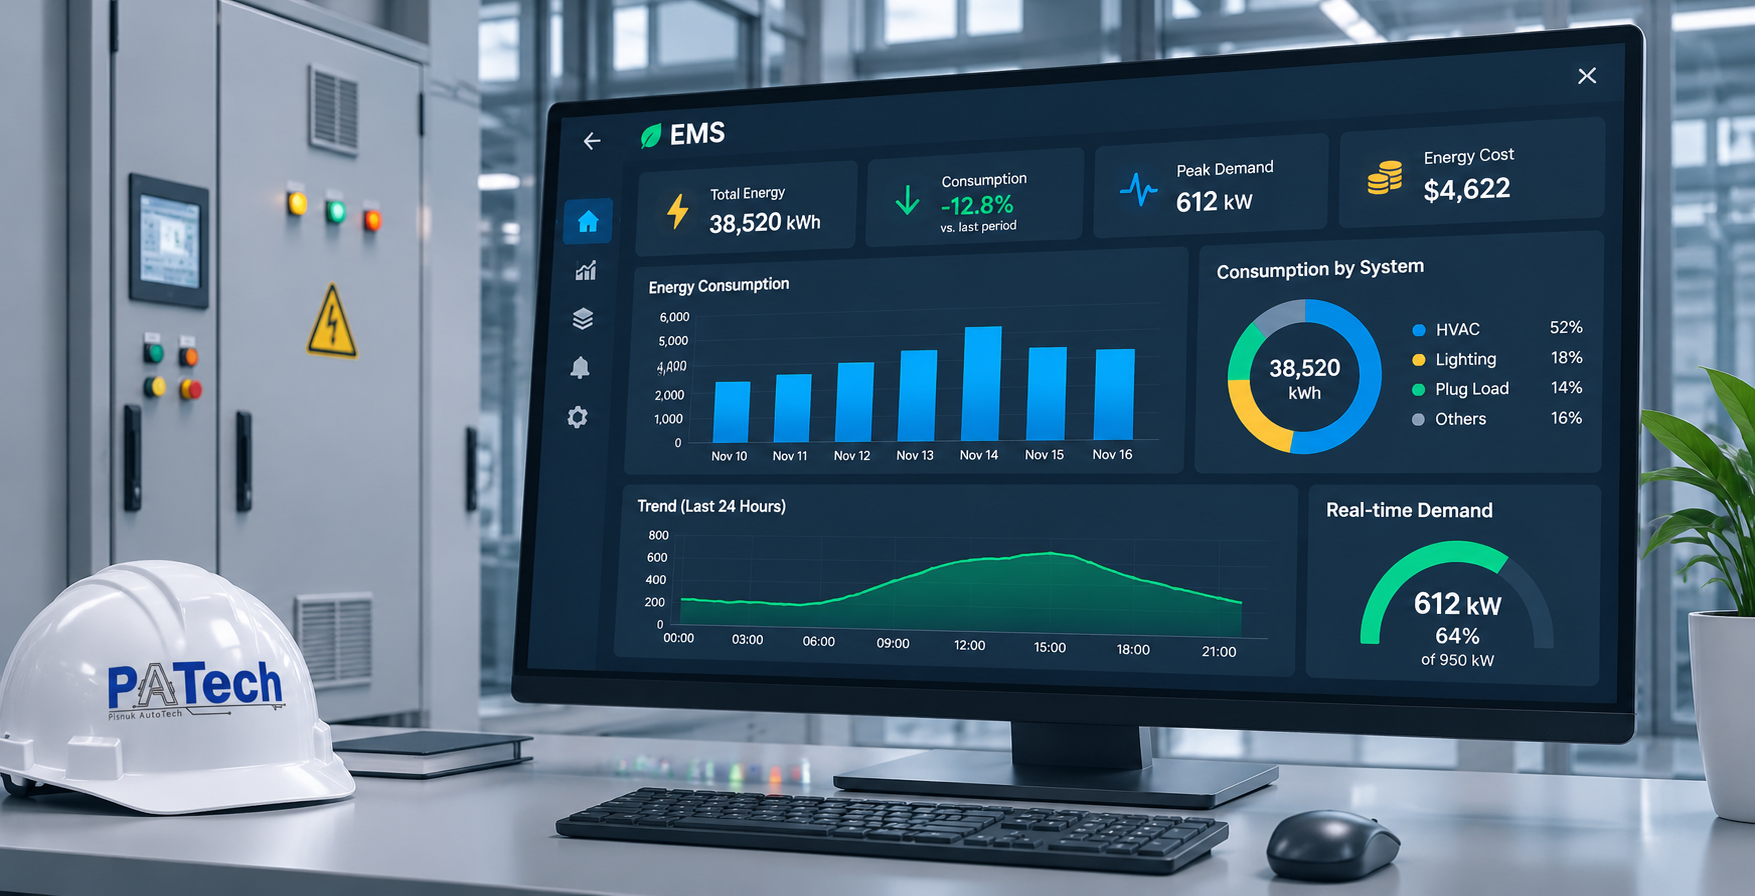 EMS
Total Energy
38,520 kWh
Consumption
-12.8%
vs. last period
Peak Demand
612 kW
Energy Cost
$4,622
Energy Consumption
6,000
5,000
2,000
1,000
0
Nov 10 Nov 11 Nov 12 Nov 13 Nov 14 Nov 15 Nov 16
Consumption by System
38,520
kWh
HVAC 52%
Lighting 18%
Plug Load 14%
Others 16%
Trend (Last 24 Hours)
800
600
400
200
0
00:00 03:00 06:00 09:00 12:00 15:00 18:00 21:00
Real-time Demand
612 kW
64%
of 950 kW
PATech
Pisnuk AutoTech